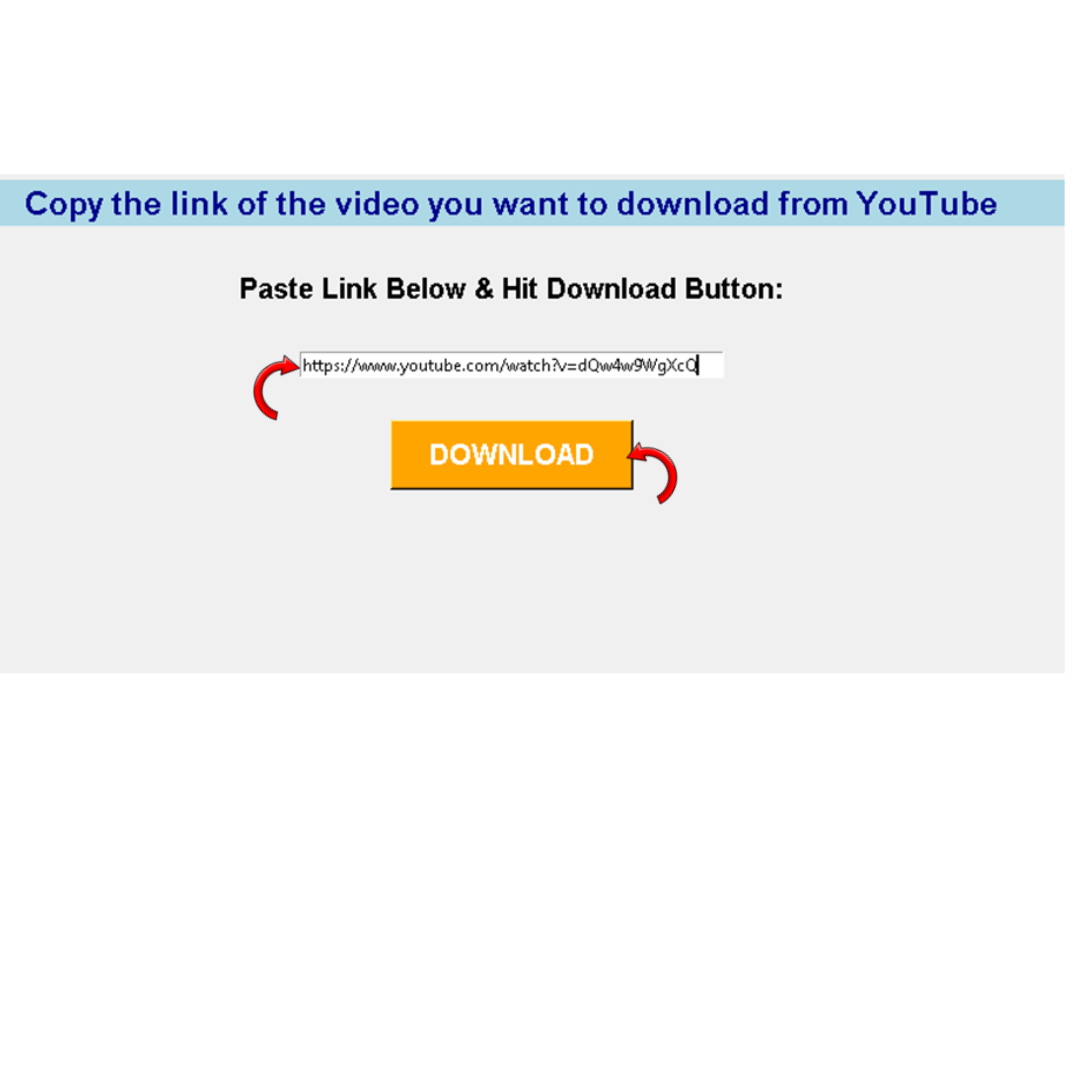 Copy the link of the video you want to download from YouTube
Paste Link Below & Hit Download Button:
https://www.youtube.com/watch?v=dQw4w9WgXcQ
DOWNLOAD